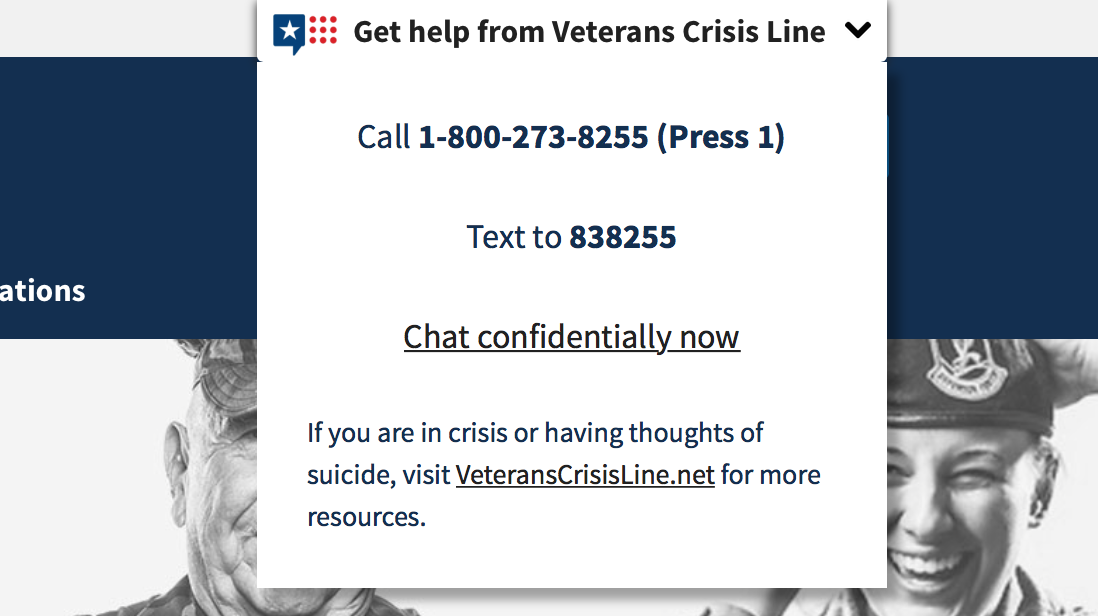 Get help from Veterans Crisis Line
Call 1-800-273-8255 (Press 1)
Text to 838255
ations
Chat confidentially now
If you are in crisis or having thoughts of
suicide, visit VeteransCrisisLine.net for more
resources.